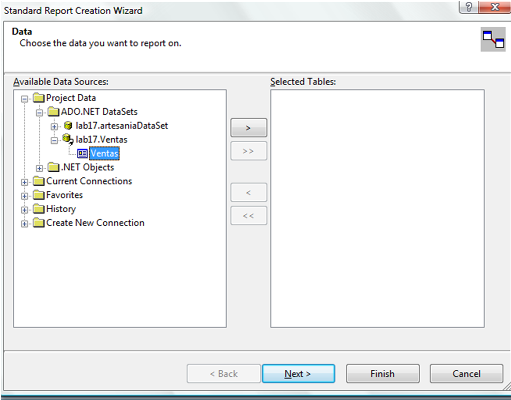 Standard Report Creation Wizard
?
Data
Choose the data you want to report on.
Available Data Sources:
Selected Tables:
Project Data
ADO.NET DataSets
lab17.artesaniaDataSet
lab17.Ventas
Ventas
.NET Objects
Current Connections
Favorites
History
Create New Connection
>
>>
<
<<
< Back
Next >
Finish
Cancel